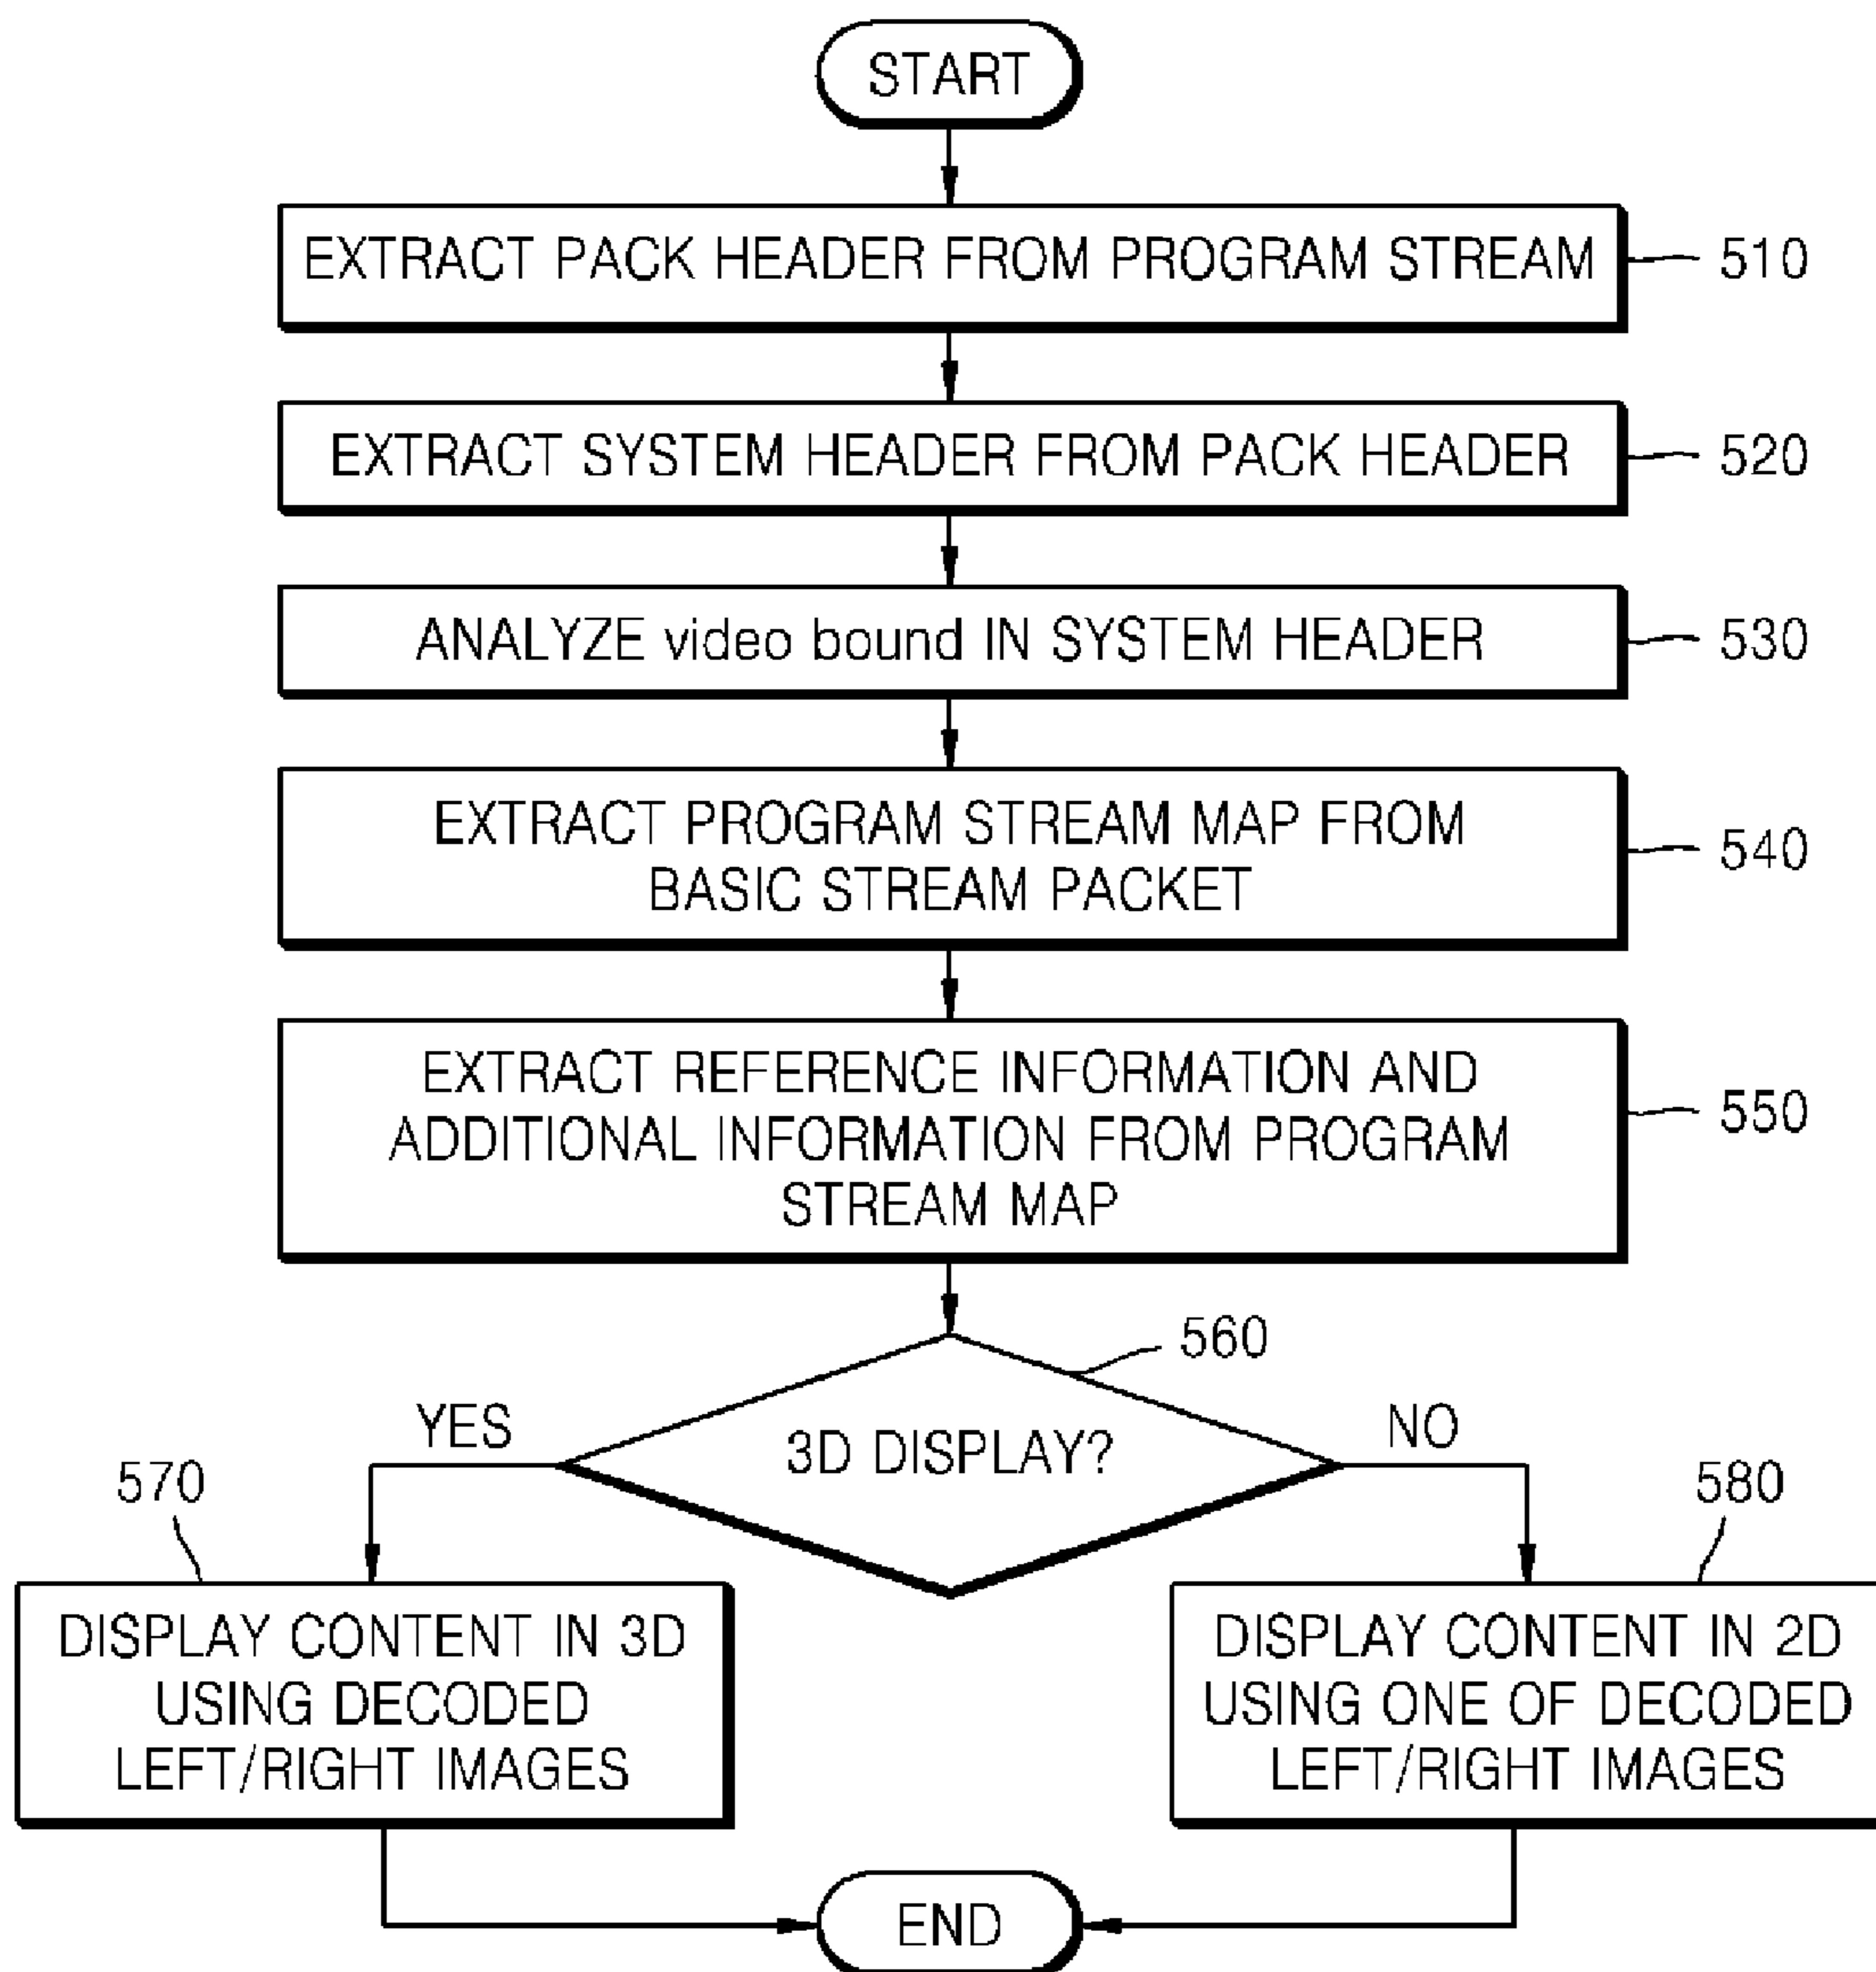 START
EXTRACT PACK HEADER FROM PROGRAM STREAM
510
EXTRACT SYSTEM HEADER FROM PACK HEADER
520
ANALYZE video bound IN SYSTEM HEADER
530
EXTRACT PROGRAM STREAM MAP FROM
BASIC STREAM PACKET
540
EXTRACT REFERENCE INFORMATION AND
ADDITIONAL INFORMATION FROM PROGRAM
STREAM MAP
550
560
3D DISPLAY?
YES
NO
570
DISPLAY CONTENT IN 3D
USING DECODED
LEFT/RIGHT IMAGES
580
DISPLAY CONTENT IN 2D
USING ONE OF DECODED
LEFT/RIGHT IMAGES
END